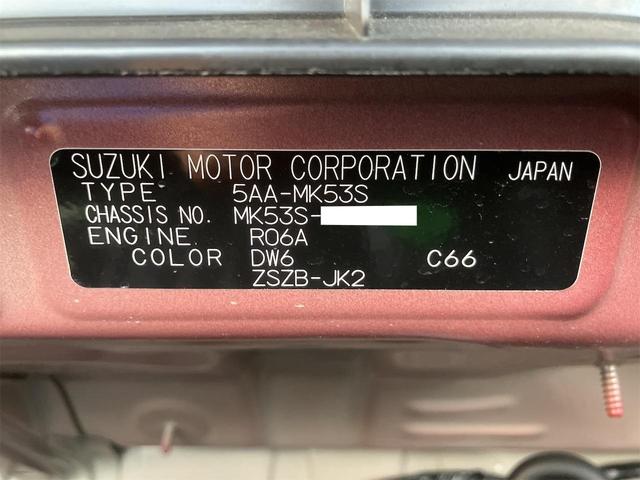 SUZUKI MOTOR CORPORATION JAPAN
TYPE 5AA-MK53S
CHASSIS NO. MK53S-
ENGINE R06A
COLOR DW6 C66
ZSZB-JK2